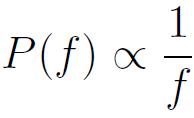 P(f) ∝ 1/f